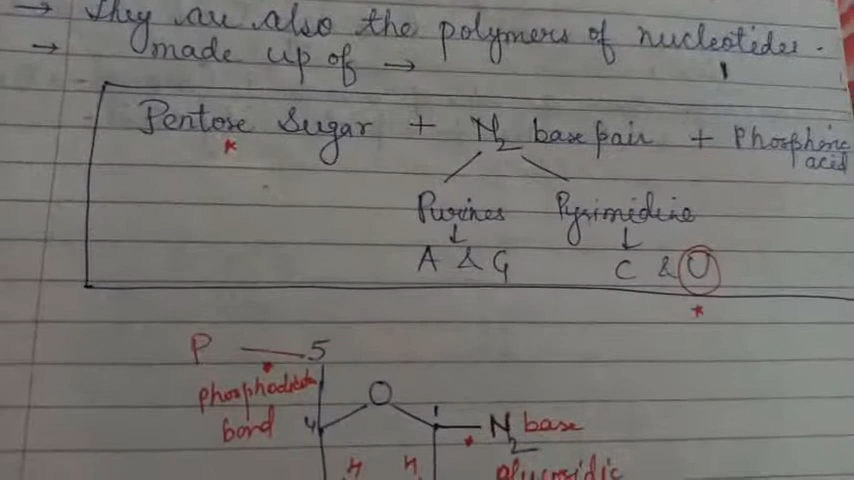 → They are also the polymers of nucleotides.
→ made up of →
Pentose Sugar + N2 base pair + Phosphoric acid
Purines Pyrimidine
A & G C & U
P — 5
phosphodiester bond
O
4 1 N2 base
H H glycosidic